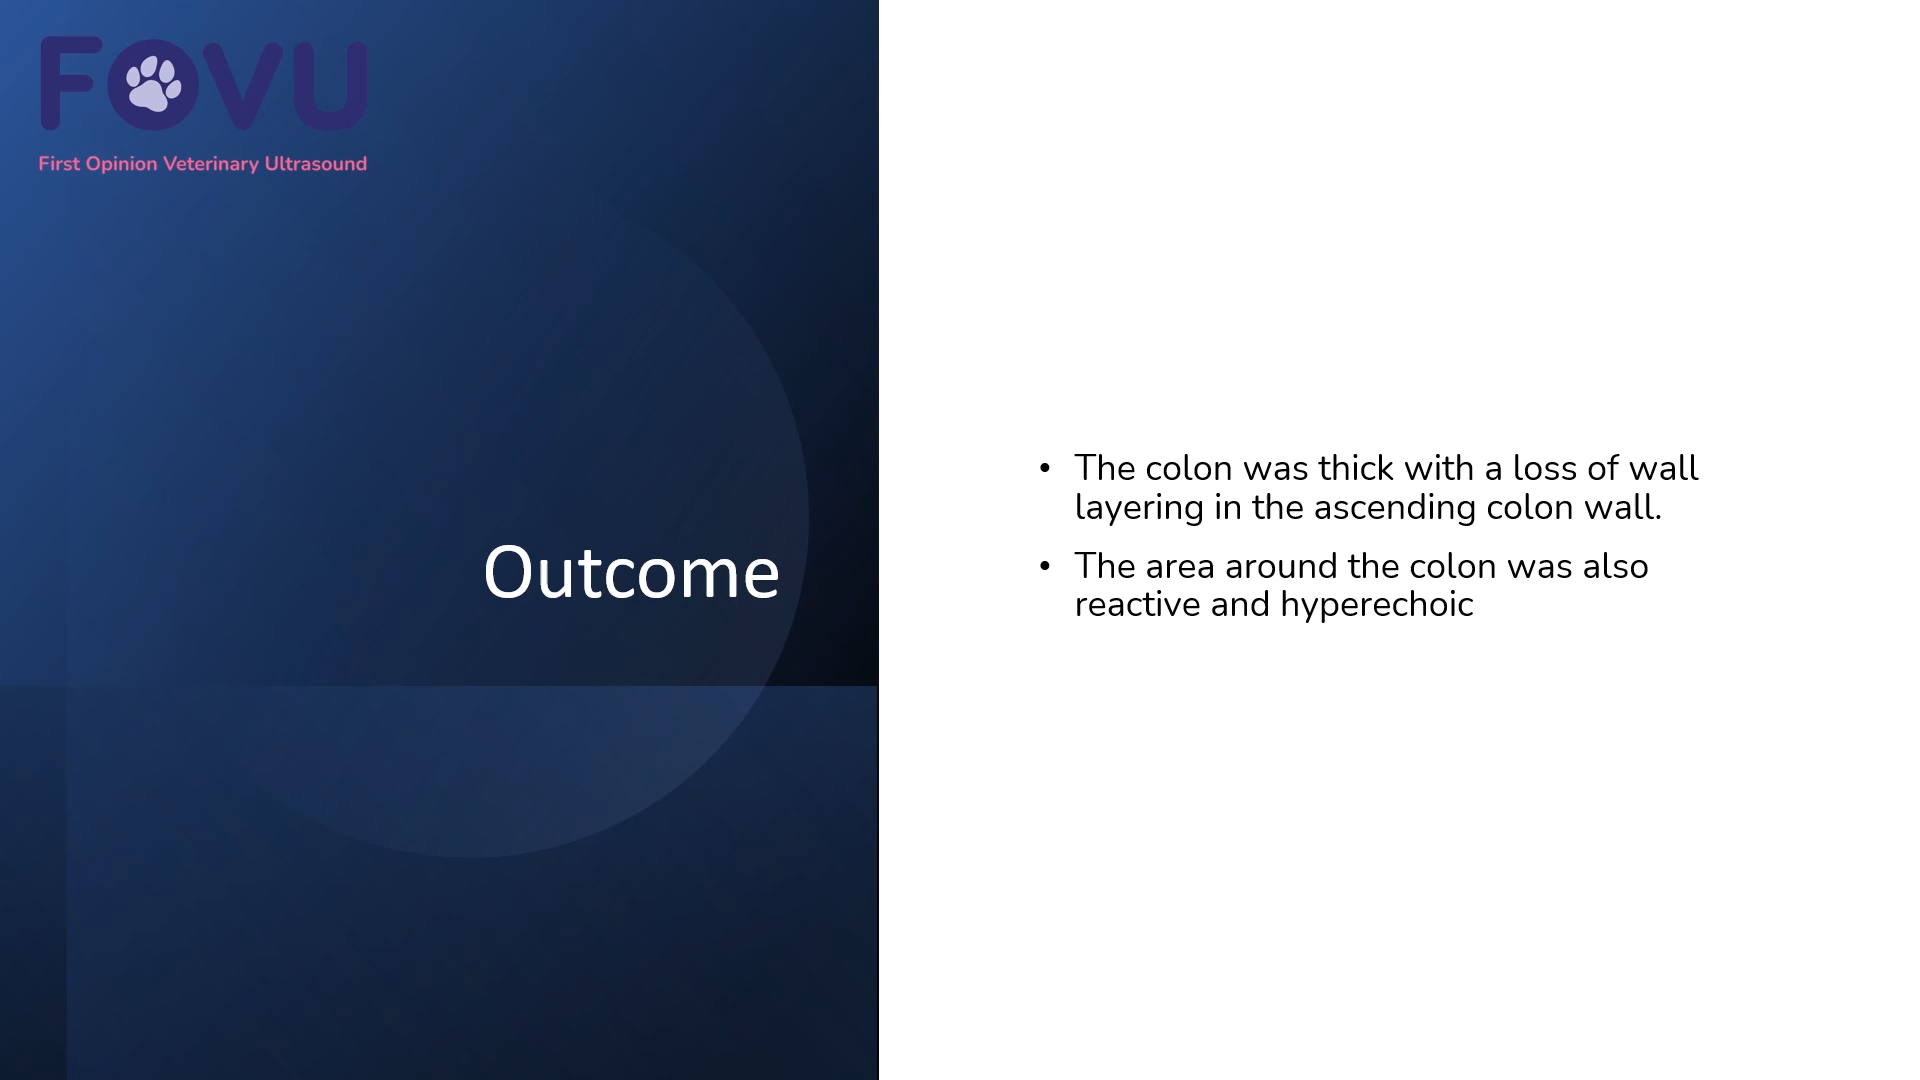 FOVU
First Opinion Veterinary Ultrasound
Outcome
• The colon was thick with a loss of wall
layering in the ascending colon wall.
• The area around the colon was also
reactive and hyperechoic